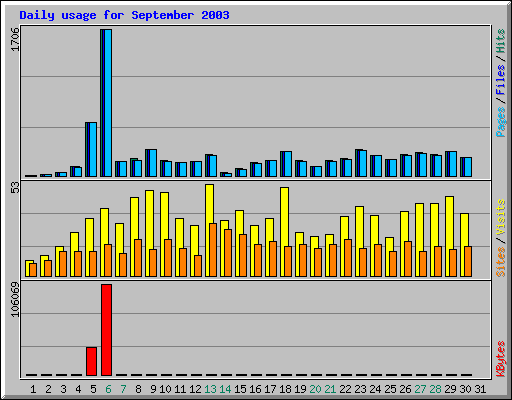 Daily usage for September 2003
1706
Pages / Files / Hits
53
Sites / Visits
106069
KBytes
1 2 3 4 5 6 7 8 9 10 11 12 13 14 15 16 17 18 19 20 21 22 23 24 25 26 27 28 29 30 31